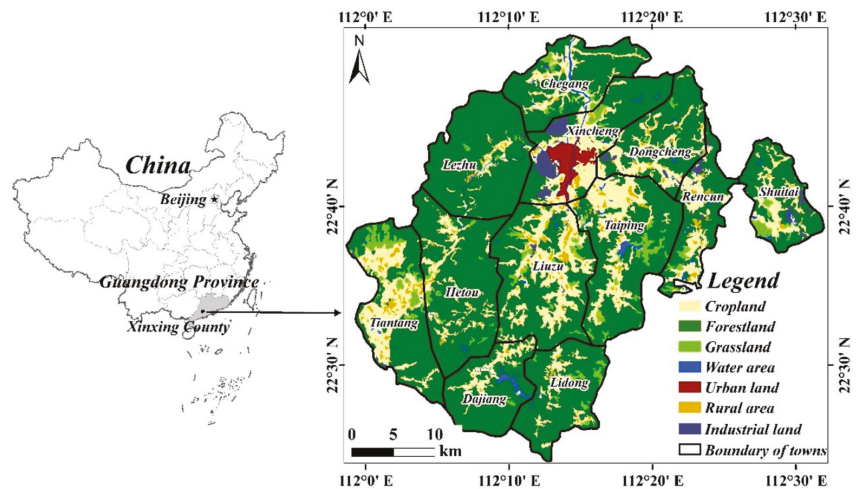 112°0′ E 112°10′ E 112°20′ E 112°30′ E
N
Chegang
Xincheng
China
Lezhu
Dongcheng
Beijing
Rencun
Shuitai
22°40′ N
22°40′ N
Taiping
Liuzu
Guangdong Province
Hetou
Legend
Cropland
Xinxing County
Tiantang
Forestland
Grassland
22°30′ N
22°30′ N
Water area
Lidong
Urban land
Dajiang
Rural area
0 5 10
Industrial land
km
Boundary of towns
112°0′ E 112°10′ E 112°20′ E 112°30′ E